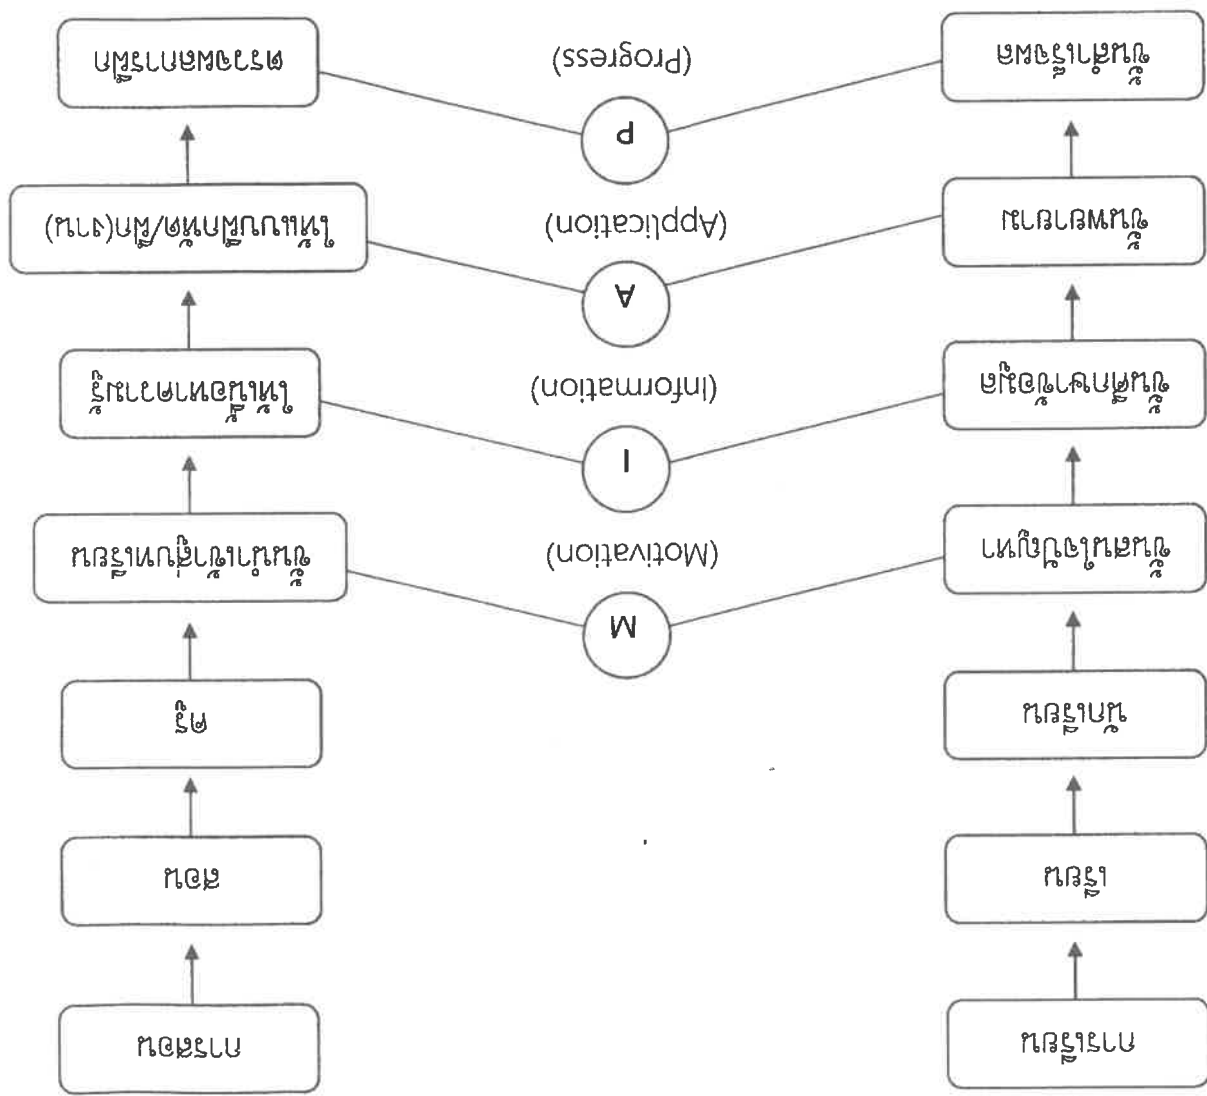 การเรียน
การสอน
เรียน
สอน
นักเรียน
ครู
M
(Motivation)
ขั้นสนใจปัญหา
ขั้นนำเข้าสู่บทเรียน
I
(Information)
ขั้นศึกษาข้อมูล
ให้เนื้อหาความรู้
A
(Application)
ขั้นพยายาม
ให้แบบฝึกหัด/ฝึก(งาน)
P
(Progress)
ขั้นสำเร็จผล
ตรวจผลการฝึก